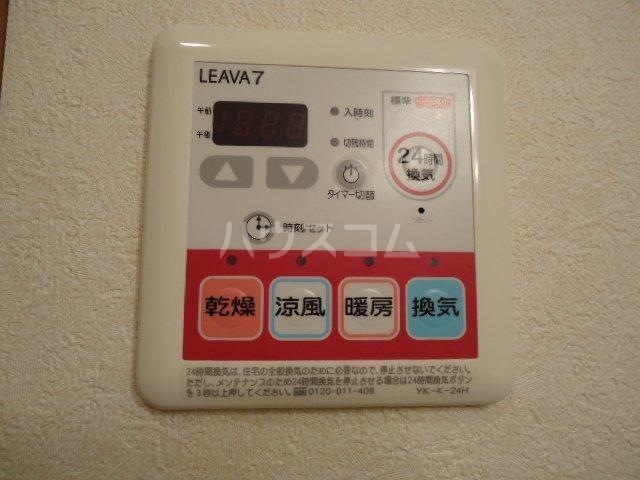 LEAVA7
午前
午後
入時刻
切残時間
タイマー切替
時刻セット
標準
24時間
換気
リセット
ハウスコム
乾燥 涼風 暖房 換気
24時間換気は、住宅の全般換気のために必要なので、停止させないでください。
ただし、メンテナンスのため24時間換気を停止させる場合は24時間換気ボタン
を3秒以上押してください。 0120-011-408 YK-K-24H